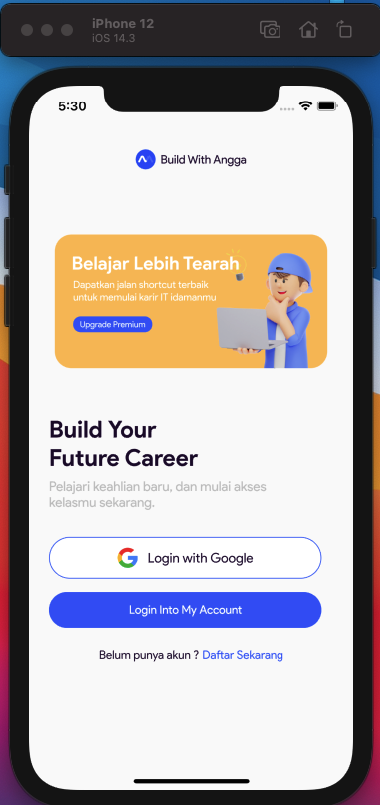 iPhone 12
iOS 14.3
5:30
Build With Angga
Belajar Lebih Tearah
Dapatkan jalan shortcut terbaik
untuk memulai karir IT idamanmu
Upgrade Premium
Build Your
Future Career
Pelajari keahlian baru, dan mulai akses
kelasmu sekarang.
Login with Google
Login Into My Account
Belum punya akun ? Daftar Sekarang